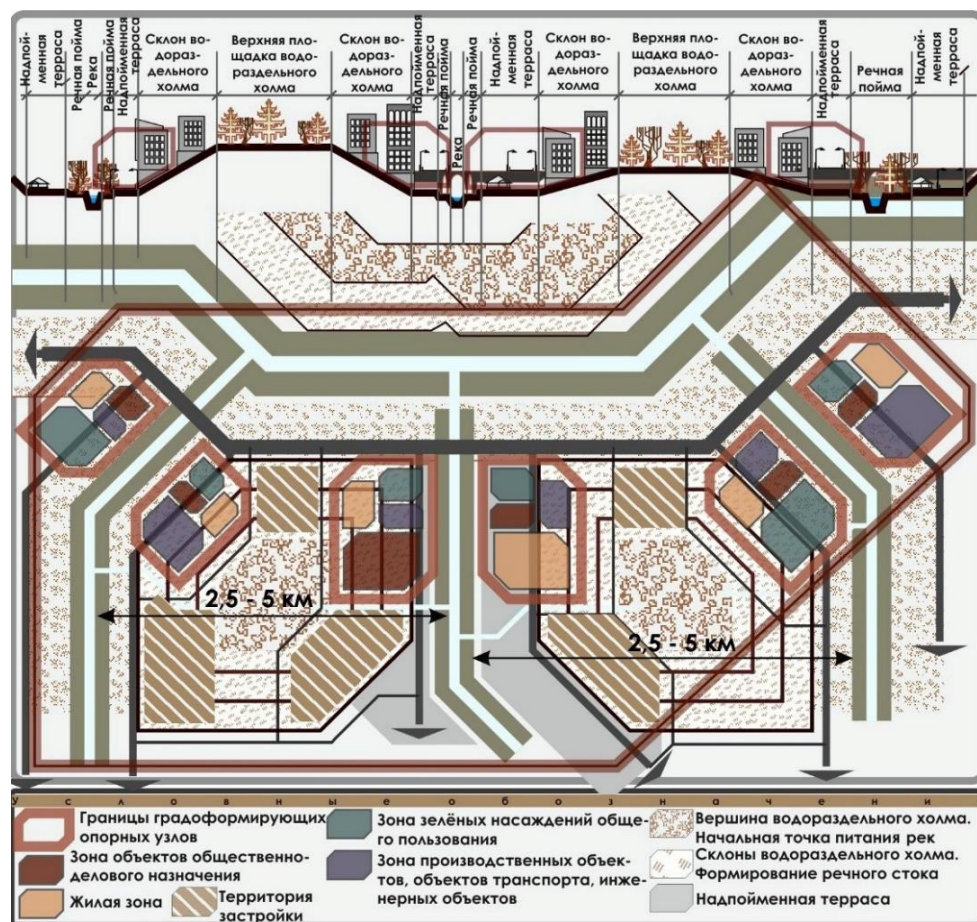 Надпой-
менная
терраса
Речная пойма
Река
Речная пойма
Надпойменная
терраса
Склон во-
дораз-
дельного
холма
Верхняя пло-
щадка водо-
раздельного
холма
Склон во-
дораз-
дельного
холма
Надпойменная
терраса
Речная пойма
Река
Речная пойма
Надпой-
менная
терраса
Склон во-
дораз-
дельного
холма
Верхняя пло-
щадка водо-
раздельного
холма
Склон во-
дораз-
дельного
холма
Надпойменная
терраса
Речная
пойма
Надпой-
менная
терраса
2,5 - 5 км
2,5 - 5 км
У с л о в н ы е о б о з н а ч е н и
Границы градоформирующих
опорных узлов
Зона объектов общественно-
делового назначения
Жилая зона
Территория
застройки
Зона зелёных насаждений обще-
го пользования
Зона производственных объек-
тов, объектов транспорта, инже-
нерных объектов
Вершина водораздельного холма.
Начальная точка питания рек
Склоны водораздельного холма.
Формирование речного стока
Надпойменная терраса